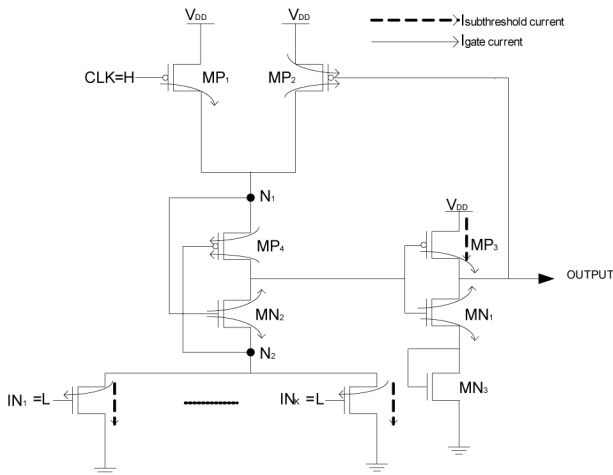 VDD
VDD
Isubthreshold current
Igate current
CLK=H
MP1
MP2
N1
VDD
MP4
MP3
OUTPUT
MN2
MN1
N2
MN3
IN1 =L
INk=L